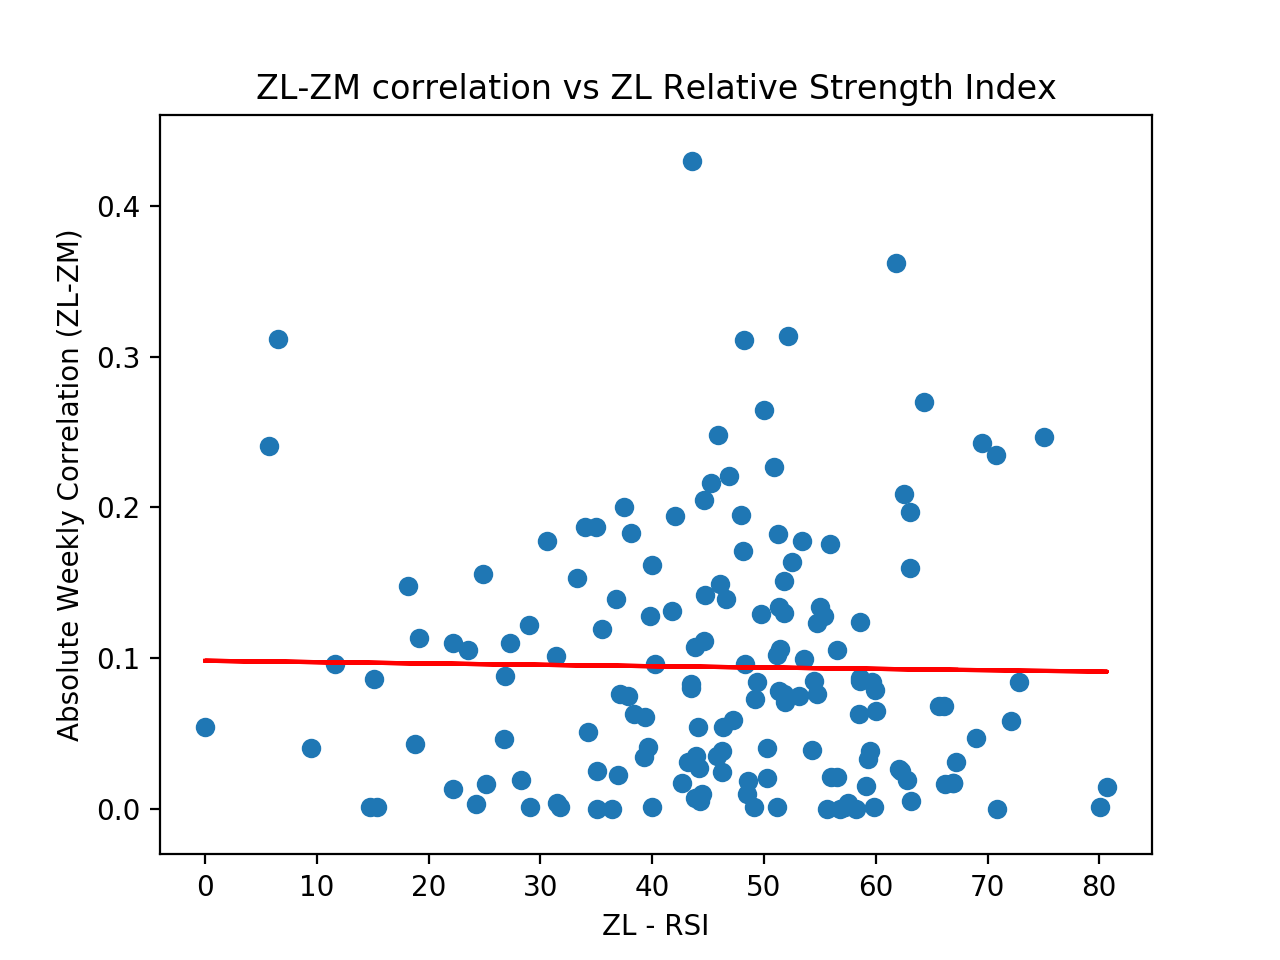 ZL-ZM correlation vs ZL Relative Strength Index
Absolute Weekly Correlation (ZL-ZM)
0.4
0.3
0.2
0.1
0.0
0 10 20 30 40 50 60 70 80
ZL - RSI